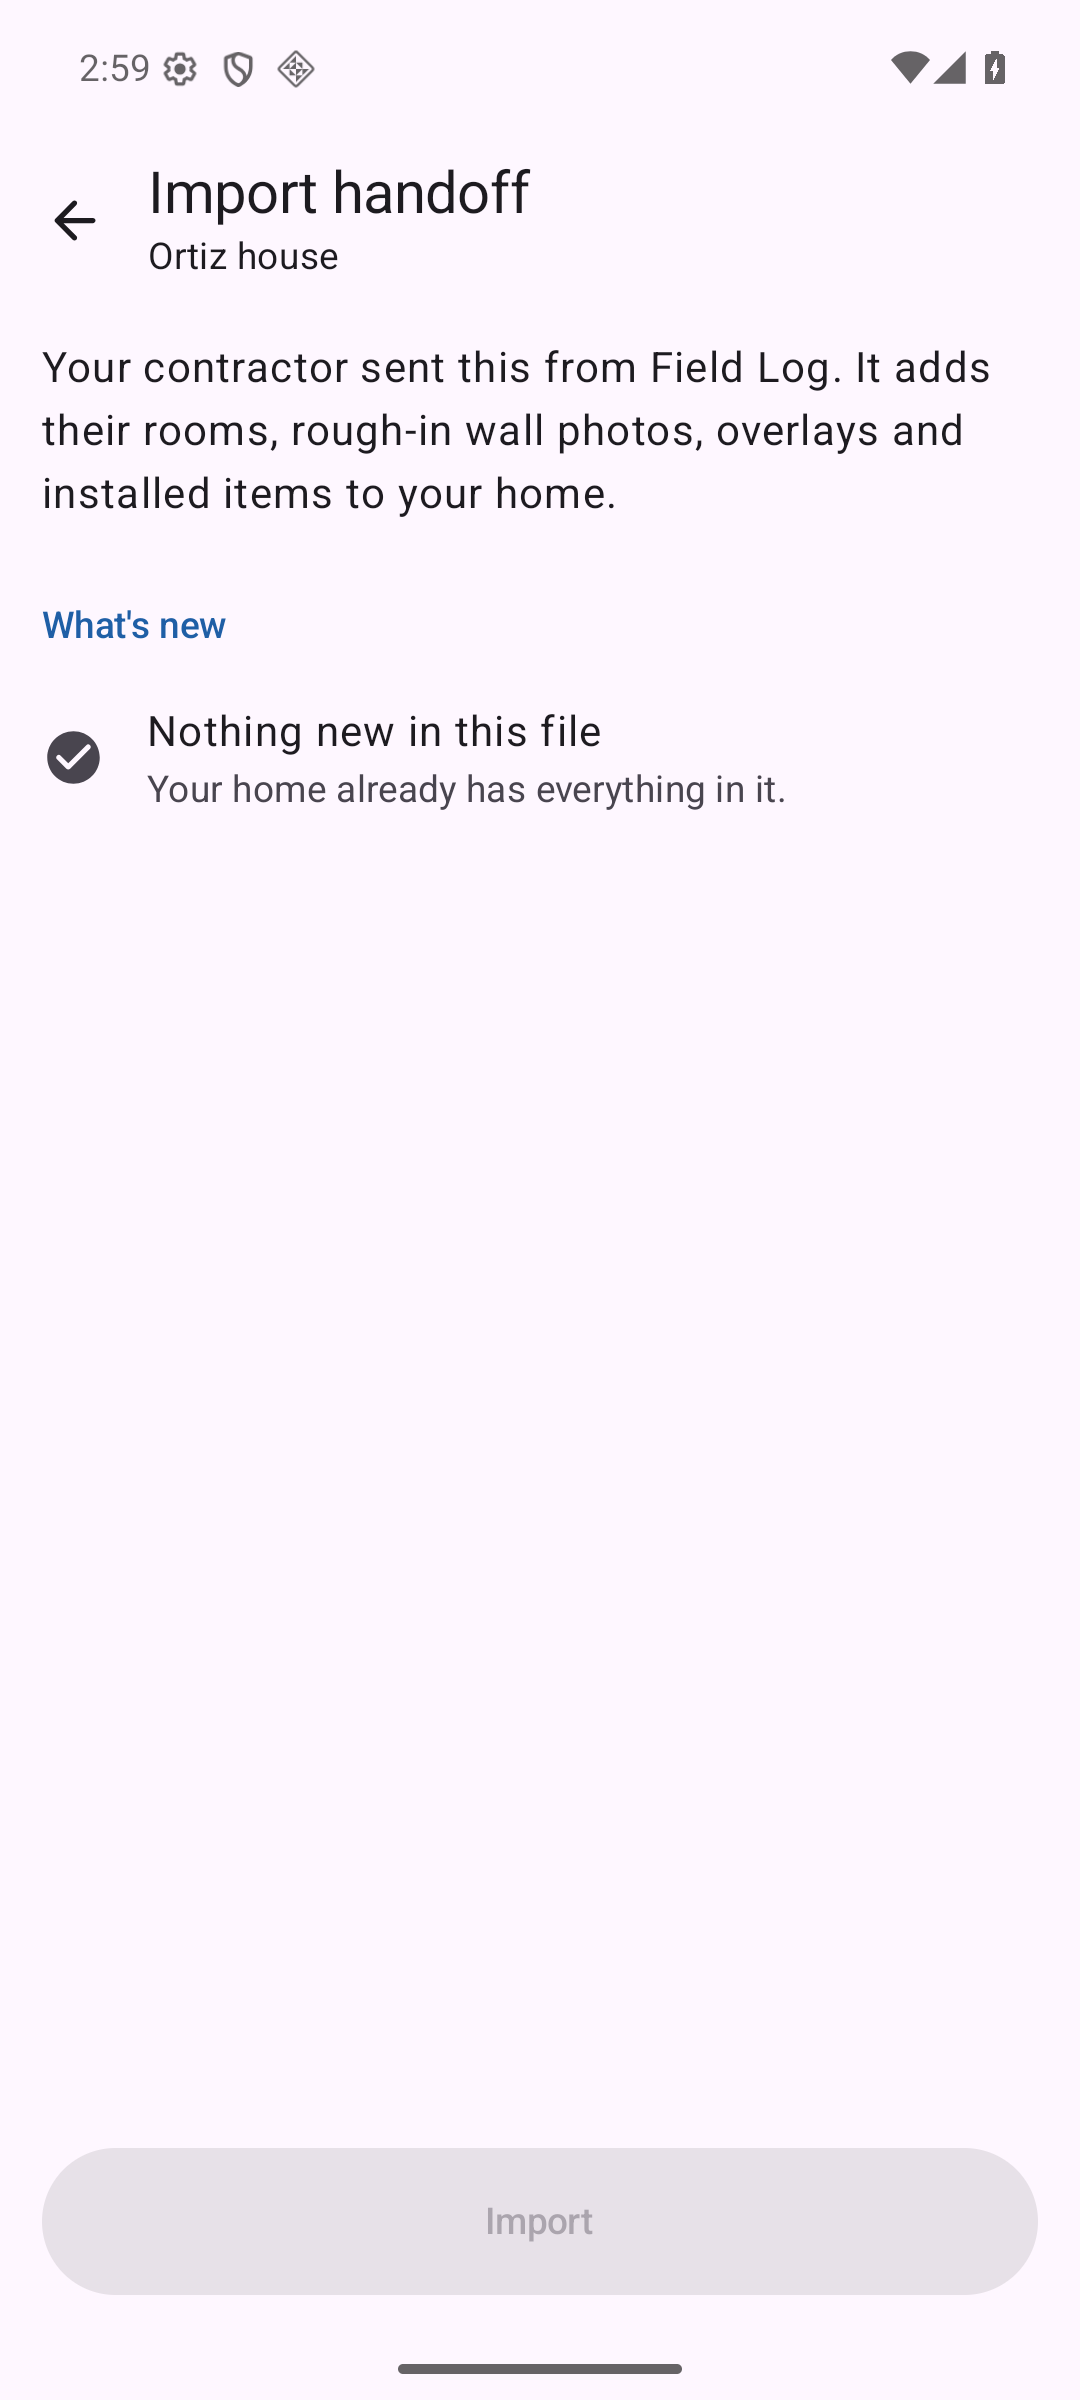 2:59
Import handoff
Ortiz house
Your contractor sent this from Field Log. It adds
their rooms, rough-in wall photos, overlays and
installed items to your home.
What's new
Nothing new in this file
Your home already has everything in it.
Import